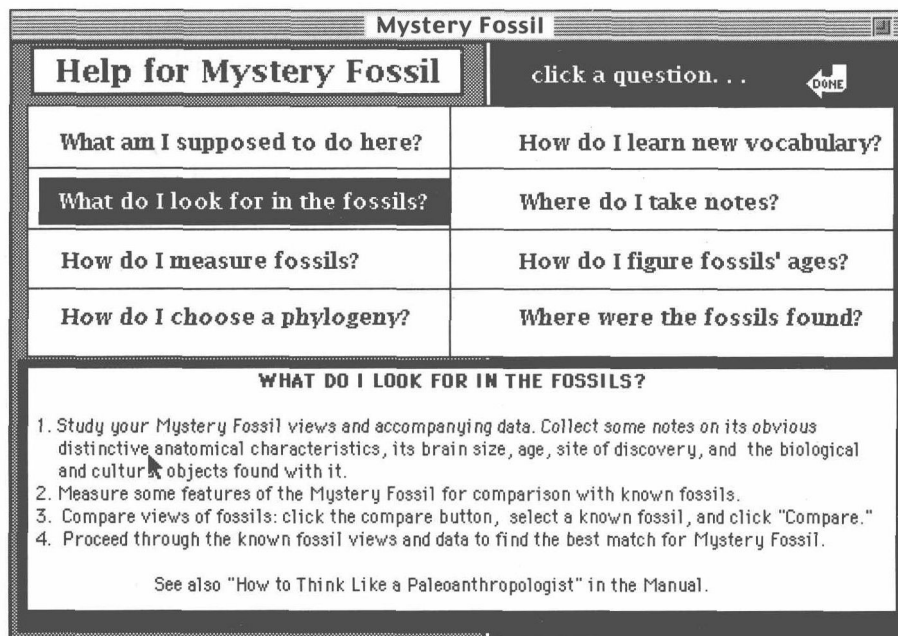 Mystery Fossil
Help for Mystery Fossil
click a question. . .
DONE
What am I supposed to do here?
How do I learn new vocabulary?
What do I look for in the fossils?
Where do I take notes?
How do I measure fossils?
How do I figure fossils' ages?
How do I choose a phylogeny?
Where were the fossils found?
WHAT DO I LOOK FOR IN THE FOSSILS?
1. Study your Mystery Fossil views and accompanying data. Collect some notes on its obvious
distinctive anatomical characteristics, its brain size, age, site of discovery, and the biological
and cultural objects found with it.
2. Measure some features of the Mystery Fossil for comparison with known fossils.
3. Compare views of fossils: click the compare button, select a known fossil, and click "Compare."
4. Proceed through the known fossil views and data to find the best match for Mystery Fossil.
See also "How to Think Like a Paleoanthropologist" in the Manual.